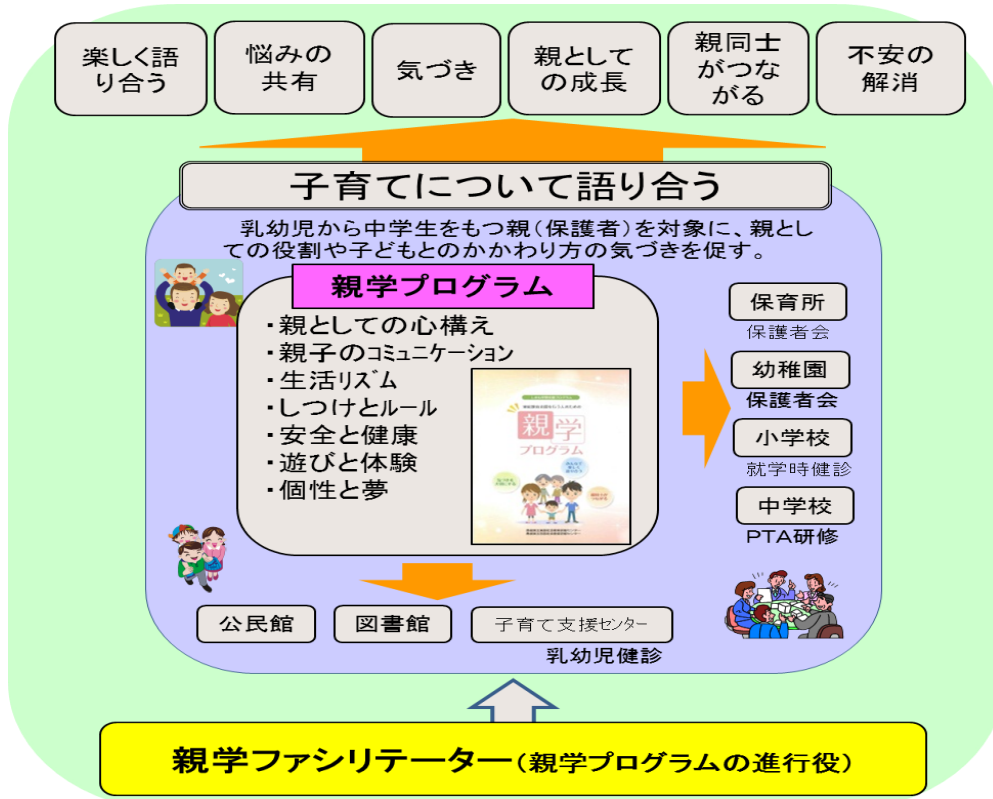 楽しく語
り合う
悩みの
共有
気づき
親として
の成長
親同士
がつな
がる
不安の
解消
子育てについて語り合う
乳幼児から中学生をもつ親(保護者)を対象に、親とし
ての役割や子どもとのかかわり方の気づきを促す。
親学プログラム
・親としての心構え
・親子のコミュニケーション
・生活リズム
・しつけとルール
・安全と健康
・遊びと体験
・個性と夢
親学
プログラム
保育所
保護者会
幼稚園
保護者会
小学校
就学時健診
中学校
PTA研修
公民館
図書館
子育て支援センター
乳幼児健診
親学ファシリテーター(親学プログラムの進行役)